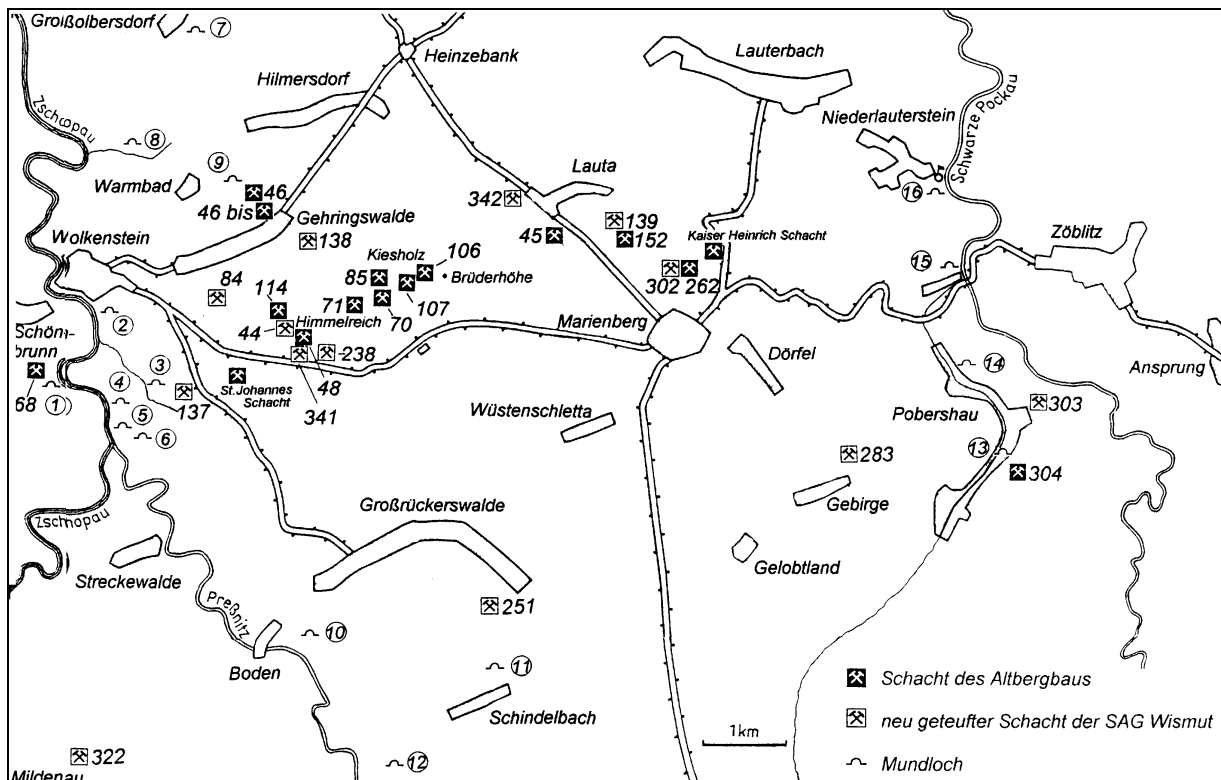 Großolbersdorf
7
Heinzebank
Lauterbach
Hilmersdorf
Zschopau
8
Niederlauterstein
Schwarze Pockau
9
Warmbad
46
46 bis
Lauta
342
16
Gehringswalde
139
138
45
152
Kaiser Heinrich Schacht
Wolkenstein
Kiesholz
106
Zöblitz
84
85
Brüderhöhe
302
262
15
114
71
70
107
2
44
Himmelreich
Marienberg
Schön-
brunn
238
3
14
Dörfel
Ansprung
68
4
137
St. Johannes
Schacht
48
341
1
5
Wüstenschletta
Pobershau
303
6
13
283
304
Großrückerswalde
Gebirge
Zschopau
Gelobtland
Streckewalde
Preßnitz
251
10
Boden
11
Schacht des Altbergbaus
Schindelbach
neu geteufter Schacht der SAG Wismut
1km
322
12
Mundloch
Mildenau